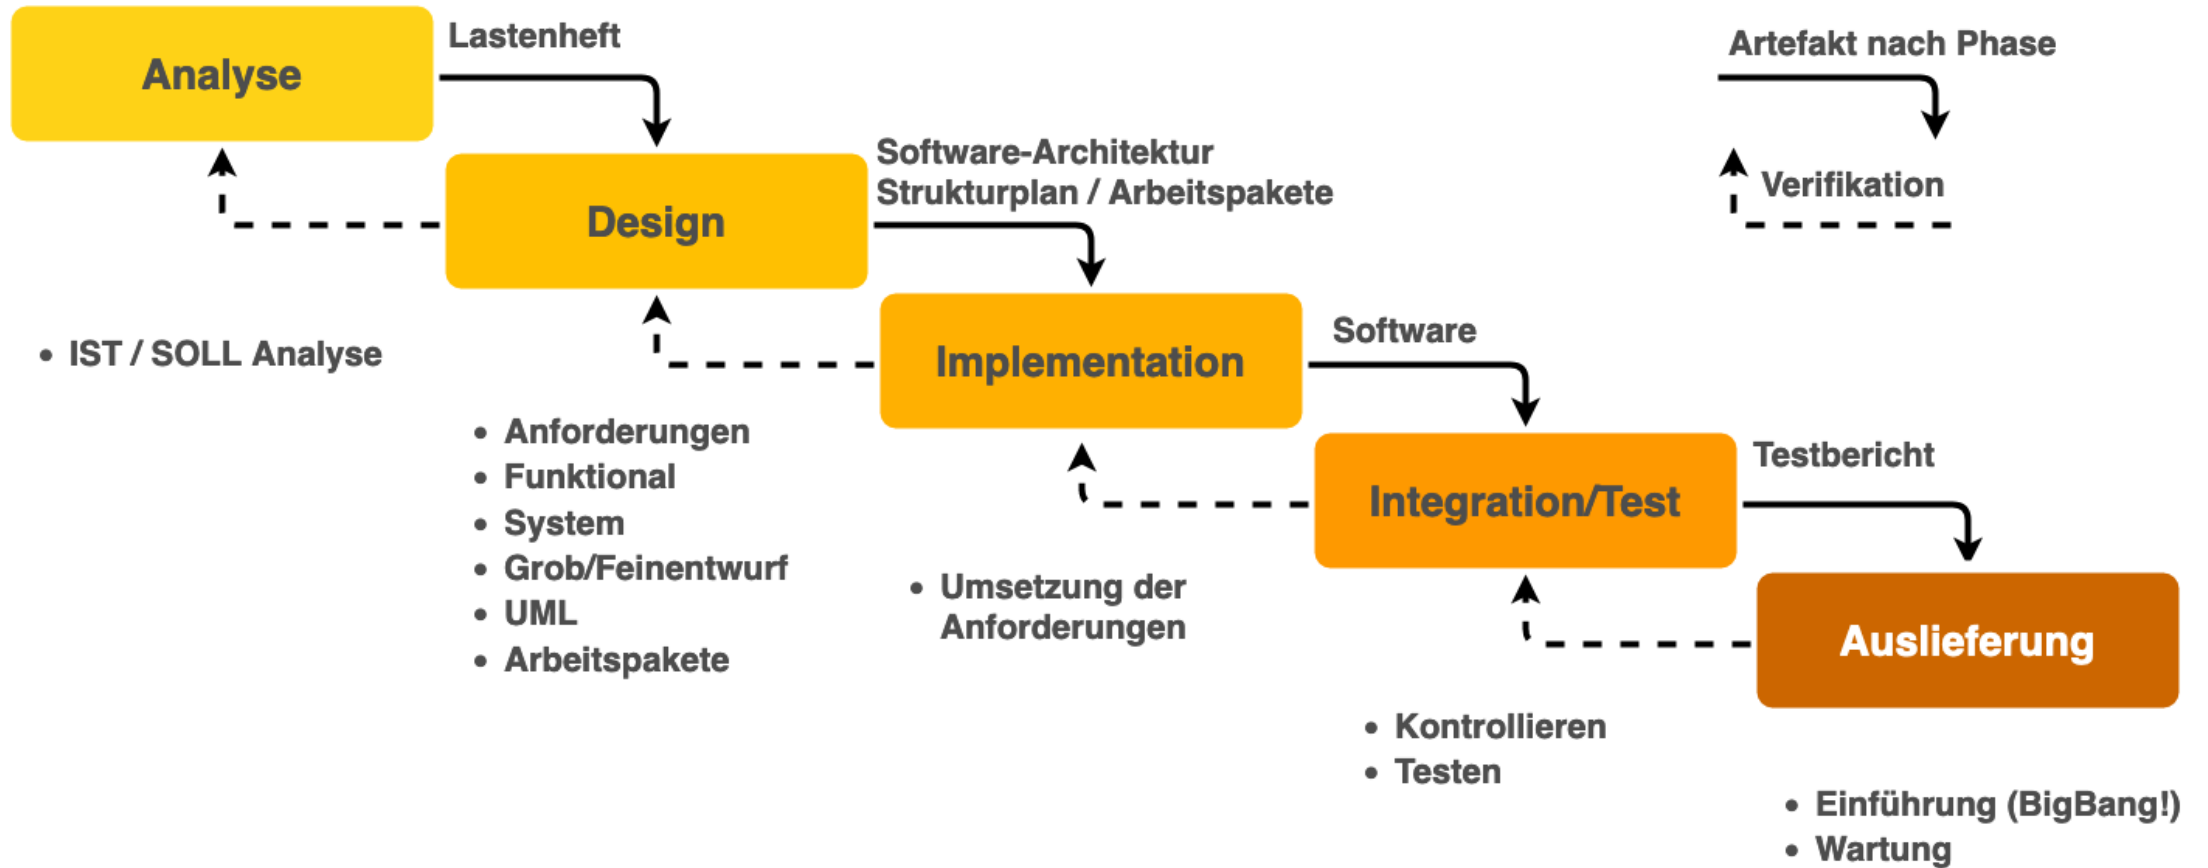 Analyse
Lastenheft
Artefakt nach Phase
Verifikation
Design
Software-Architektur
Strukturplan / Arbeitspakete
• IST / SOLL Analyse
Implementation
Software
• Anforderungen
• Funktional
• System
• Grob/Feinentwurf
• UML
• Arbeitspakete
Integration/Test
Testbericht
• Umsetzung der
Anforderungen
Auslieferung
• Kontrollieren
• Testen
• Einführung (BigBang!)
• Wartung